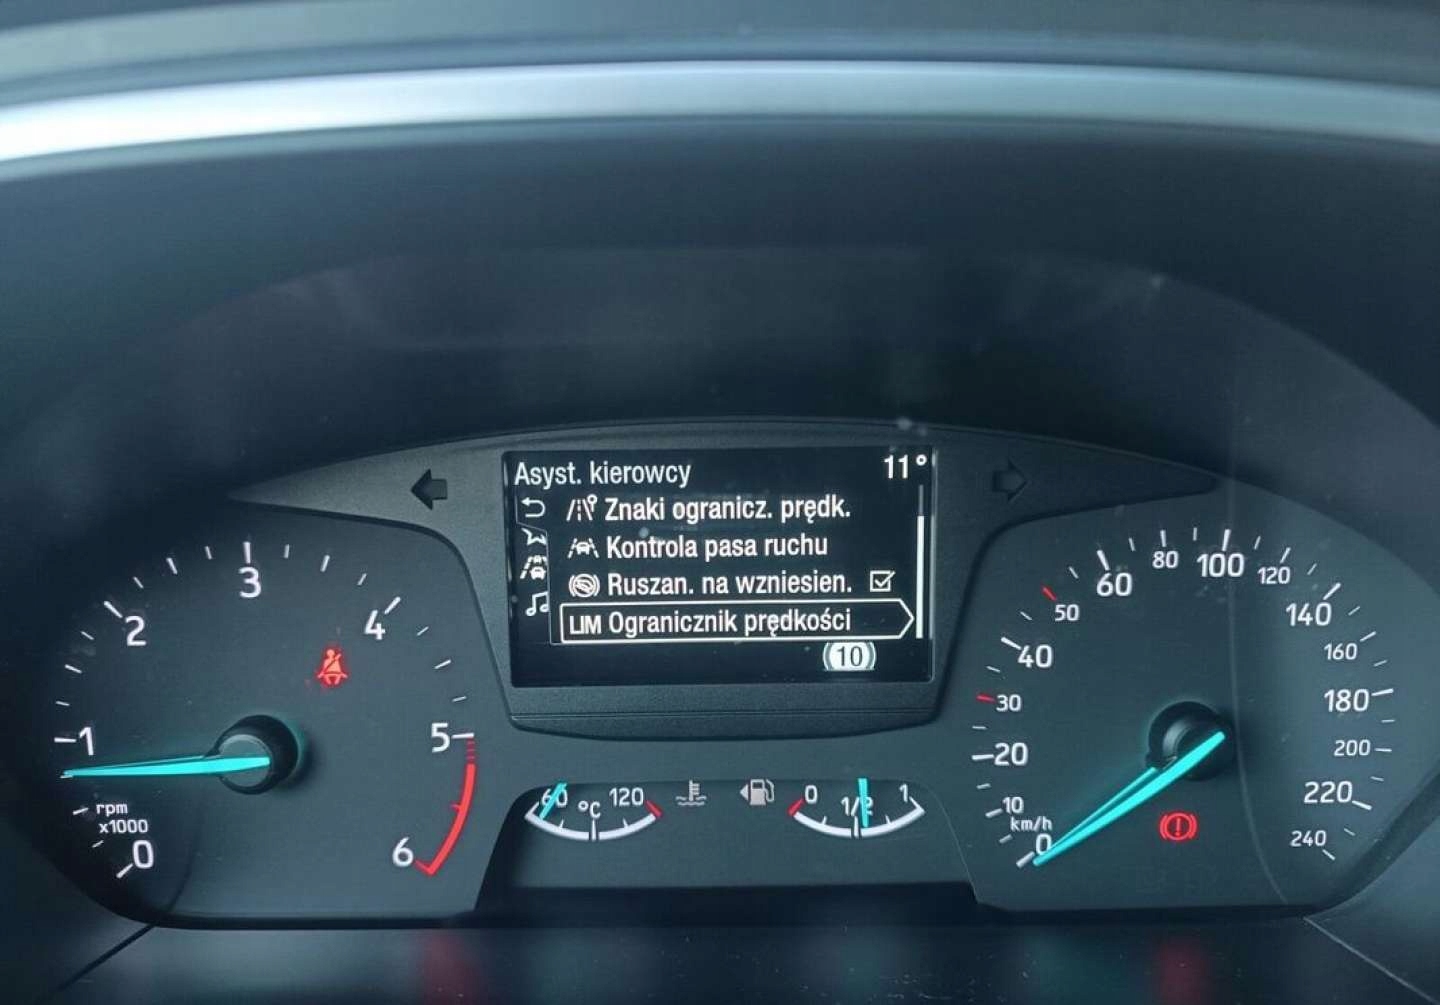 Asyst. kierowcy 11°
Znaki ogranicz. prędk.
Kontrola pasa ruchu
Ruszan. na wzniesien.
LIM Ogranicznik prędkości
10
0
1
2
3
4
5
6
rpm
x1000
60 °C 120
0 1/2 1
0
10
20
30
40
50
60
80
100
120
140
160
180
200
220
240
km/h